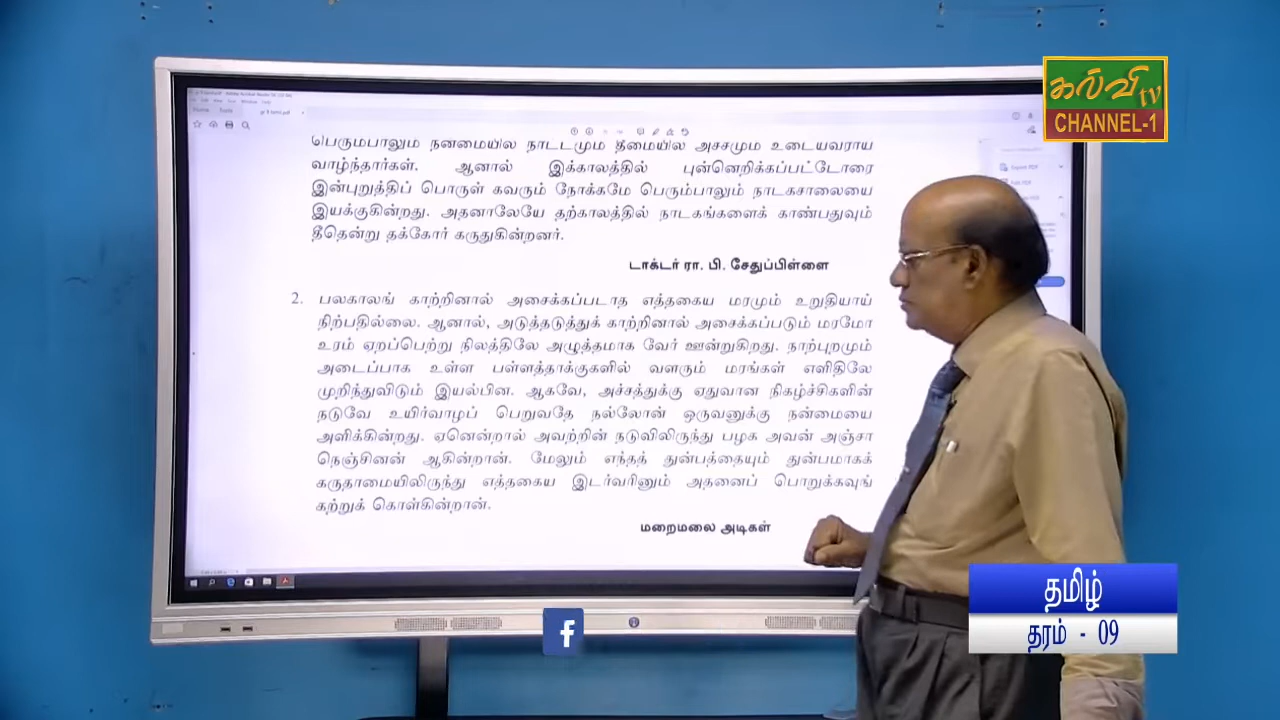 கல்வி tv
CHANNEL-1
பெரும்பாலும் நன்மையில் நாட்டமும் தீமையில் அச்சமும் உடையவராய்
வாழ்ந்தார்கள். ஆனால் இக்காலத்தில் புன்னெறிக்கப்பட்டோரை
இன்புறுத்திப் பொருள் கவரும் நோக்கமே பெரும்பாலும் நாடகசாலையை
இயக்குகின்றது. அதனாலேயே தற்காலத்தில் நாடகங்களைக் காண்பதுவும்
தீதென்று தக்கோர் கருதுகின்றனர்.
டாக்டர் ரா. பி. சேதுப்பிள்ளை
2. பலகாலங் காற்றினால் அசைக்கப்படாத எத்தகைய மரமும் உறுதியாய்
நிற்பதில்லை. ஆனால், அடுத்தடுத்துக் காற்றினால் அசைக்கப்படும் மரமோ
உரம் ஏறப்பெற்று நிலத்திலே அழுத்தமாக வேர் ஊன்றுகிறது. நாற்புறமும்
அடைப்பாக உள்ள பள்ளத்தாக்குகளில் வளரும் மரங்கள் எளிதிலே
முறிந்துவிடும் இயல்பின. ஆகவே, அச்சத்துக்கு ஏதுவான நிகழ்ச்சிகளின்
நடுவே உயிர்வாழப் பெறுவதே நல்லோன் ஒருவனுக்கு நன்மையை
அளிக்கின்றது. ஏனென்றால் அவற்றின் நடுவிலிருந்து பழக அவன் அஞ்சா
நெஞ்சினன் ஆகின்றான். மேலும் எந்தத் துன்பத்தையும் துன்பமாகக்
கருதாமையிலிருந்து எத்தகைய இடர்வரினும் அதனைப் பொறுக்கவுங்
கற்றுக் கொள்கின்றான்.
மறைமலை அடிகள்
தமிழ்
தரம் - 09